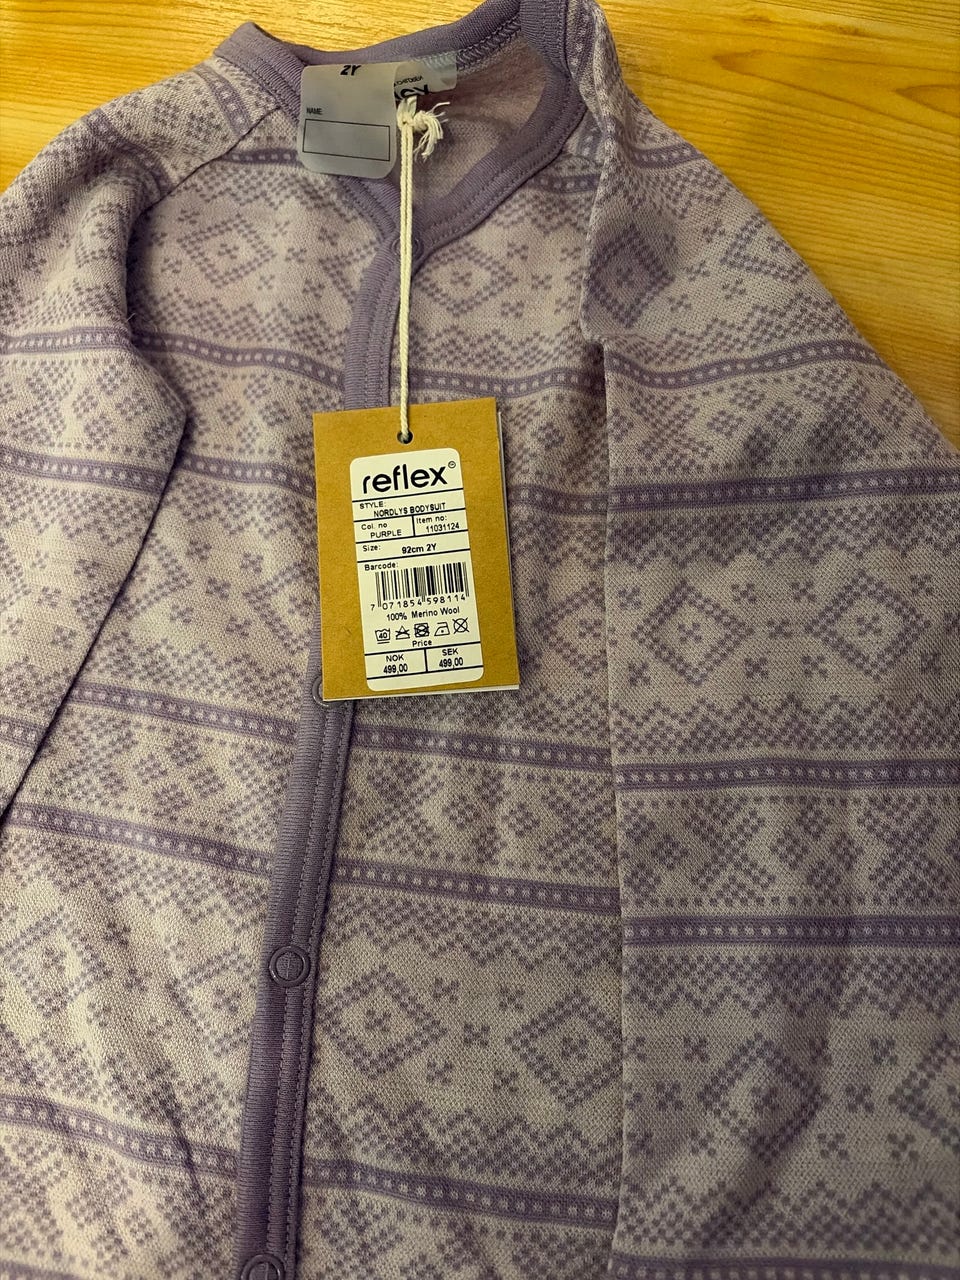 2Y
NAME
reflex
STYLE:
NORDLYS BODYSUIT
Col. no
PURPLE
Item no:
11031124
Size: 92cm 2Y
Barcode:
7 071854 598114
100% Merino Wool
40
Price
NOK
499,00
SEK
499,00